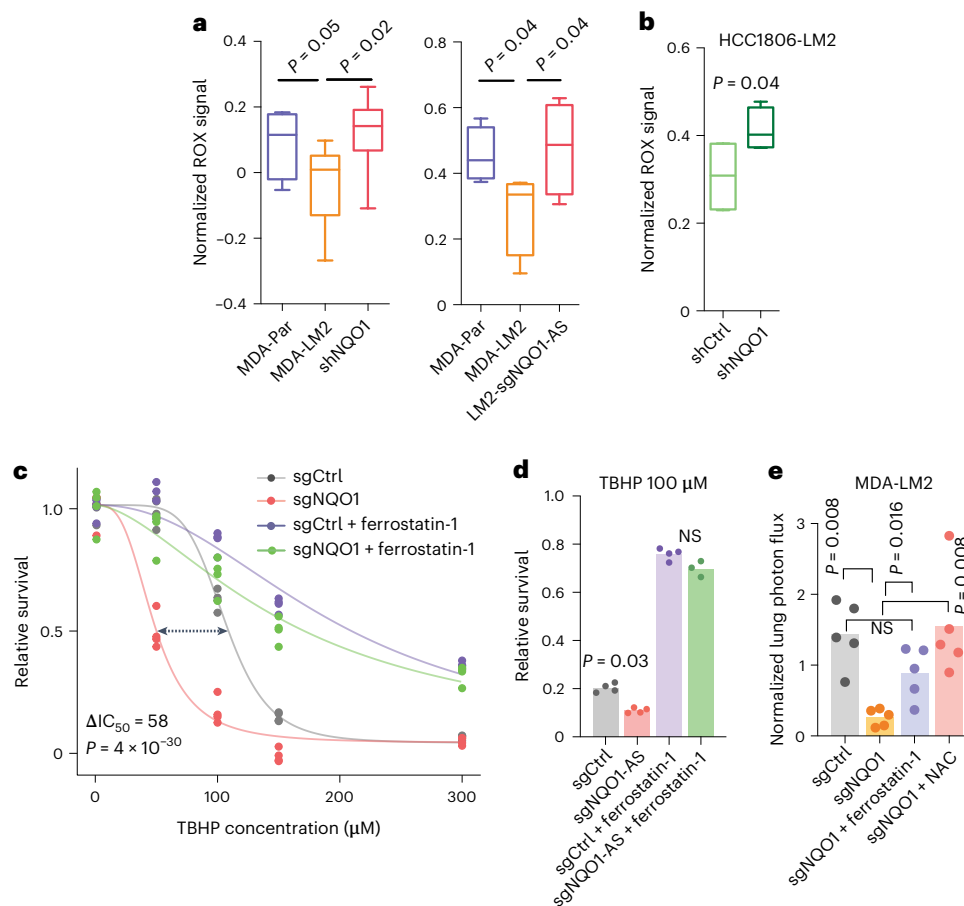 a
P = 0.05
P = 0.02
Normalized ROX signal
0.4
0.2
0
−0.2
−0.4
MDA-Par
MDA-LM2
shNQO1
P = 0.04
P = 0.04
0.8
0.6
0.4
0.2
0
MDA-Par
MDA-LM2
LM2-sgNQO1-AS
b
HCC1806-LM2
P = 0.04
Normalized ROX signal
0.6
0.4
0.2
0
shCtrl
shNQO1
c
sgCtrl
sgNQO1
sgCtrl + ferrostatin-1
sgNQO1 + ferrostatin-1
Relative survival
1.0
0.5
0
ΔIC50 = 58
P = 4 × 10−30
0
100
200
300
TBHP concentration (μM)
d
TBHP 100 μM
Relative survival
1.0
0.8
0.6
0.4
0.2
0
P = 0.03
NS
sgCtrl
sgNQO1-AS
sgCtrl + ferrostatin-1
sgNQO1-AS + ferrostatin-1
e
MDA-LM2
Normalized lung photon flux
3
2
1
0
P = 0.008
P = 0.016
P = 0.008
NS
sgCtrl
sgNQO1
sgNQO1 + ferrostatin-1
sgNQO1 + NAC